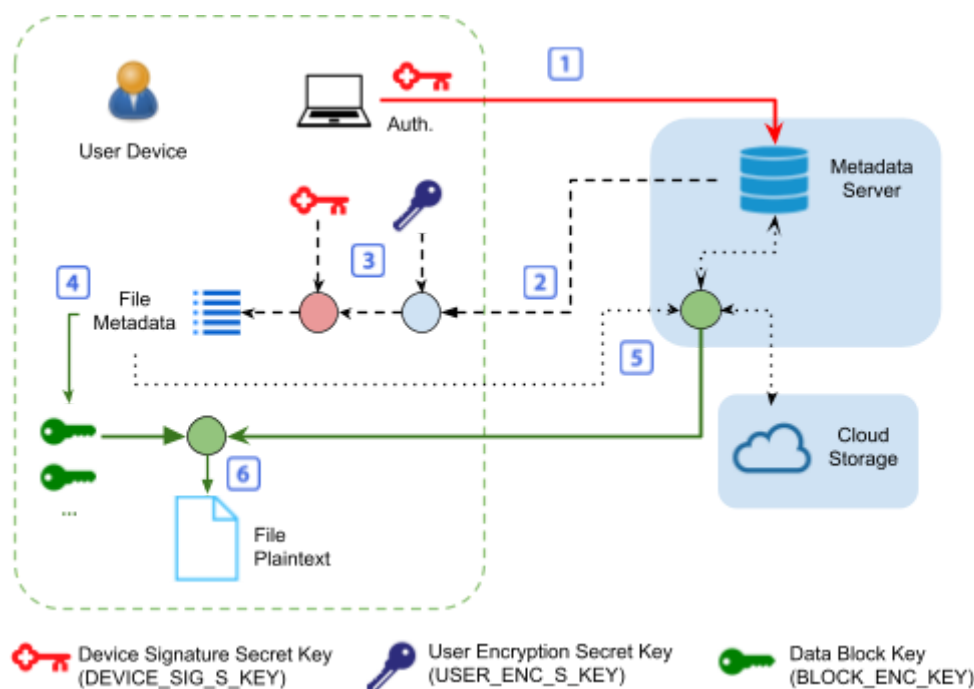 1
Auth.
User Device
Metadata
Server
3
2
4
File
Metadata
5
Cloud
Storage
6
...
File
Plaintext
Device Signature Secret Key
(DEVICE_SIG_S_KEY)
User Encryption Secret Key
(USER_ENC_S_KEY)
Data Block Key
(BLOCK_ENC_KEY)